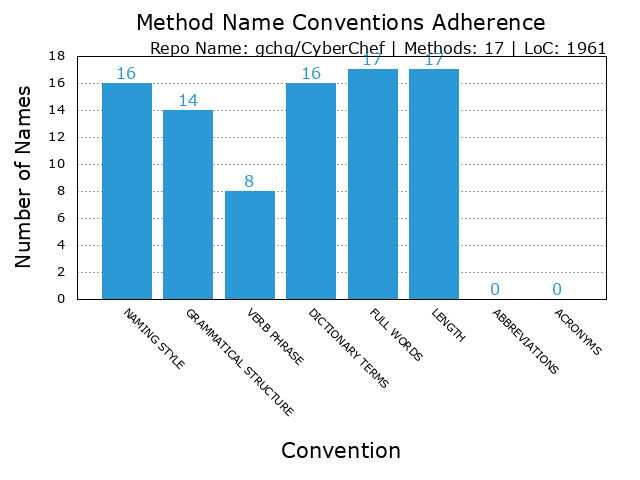 Method Name Conventions Adherence
Repo Name: gchq/CyberChef | Methods: 17 | LoC: 1961
Number of Names
18
16
14
12
10
8
6
4
2
0
16
14
8
16
17
17
0
0
NAMING STYLE
GRAMMATICAL STRUCTURE
VERB PHRASE
DICTIONARY TERMS
FULL WORDS
LENGTH
ABBREVIATIONS
ACRONYMS
Convention